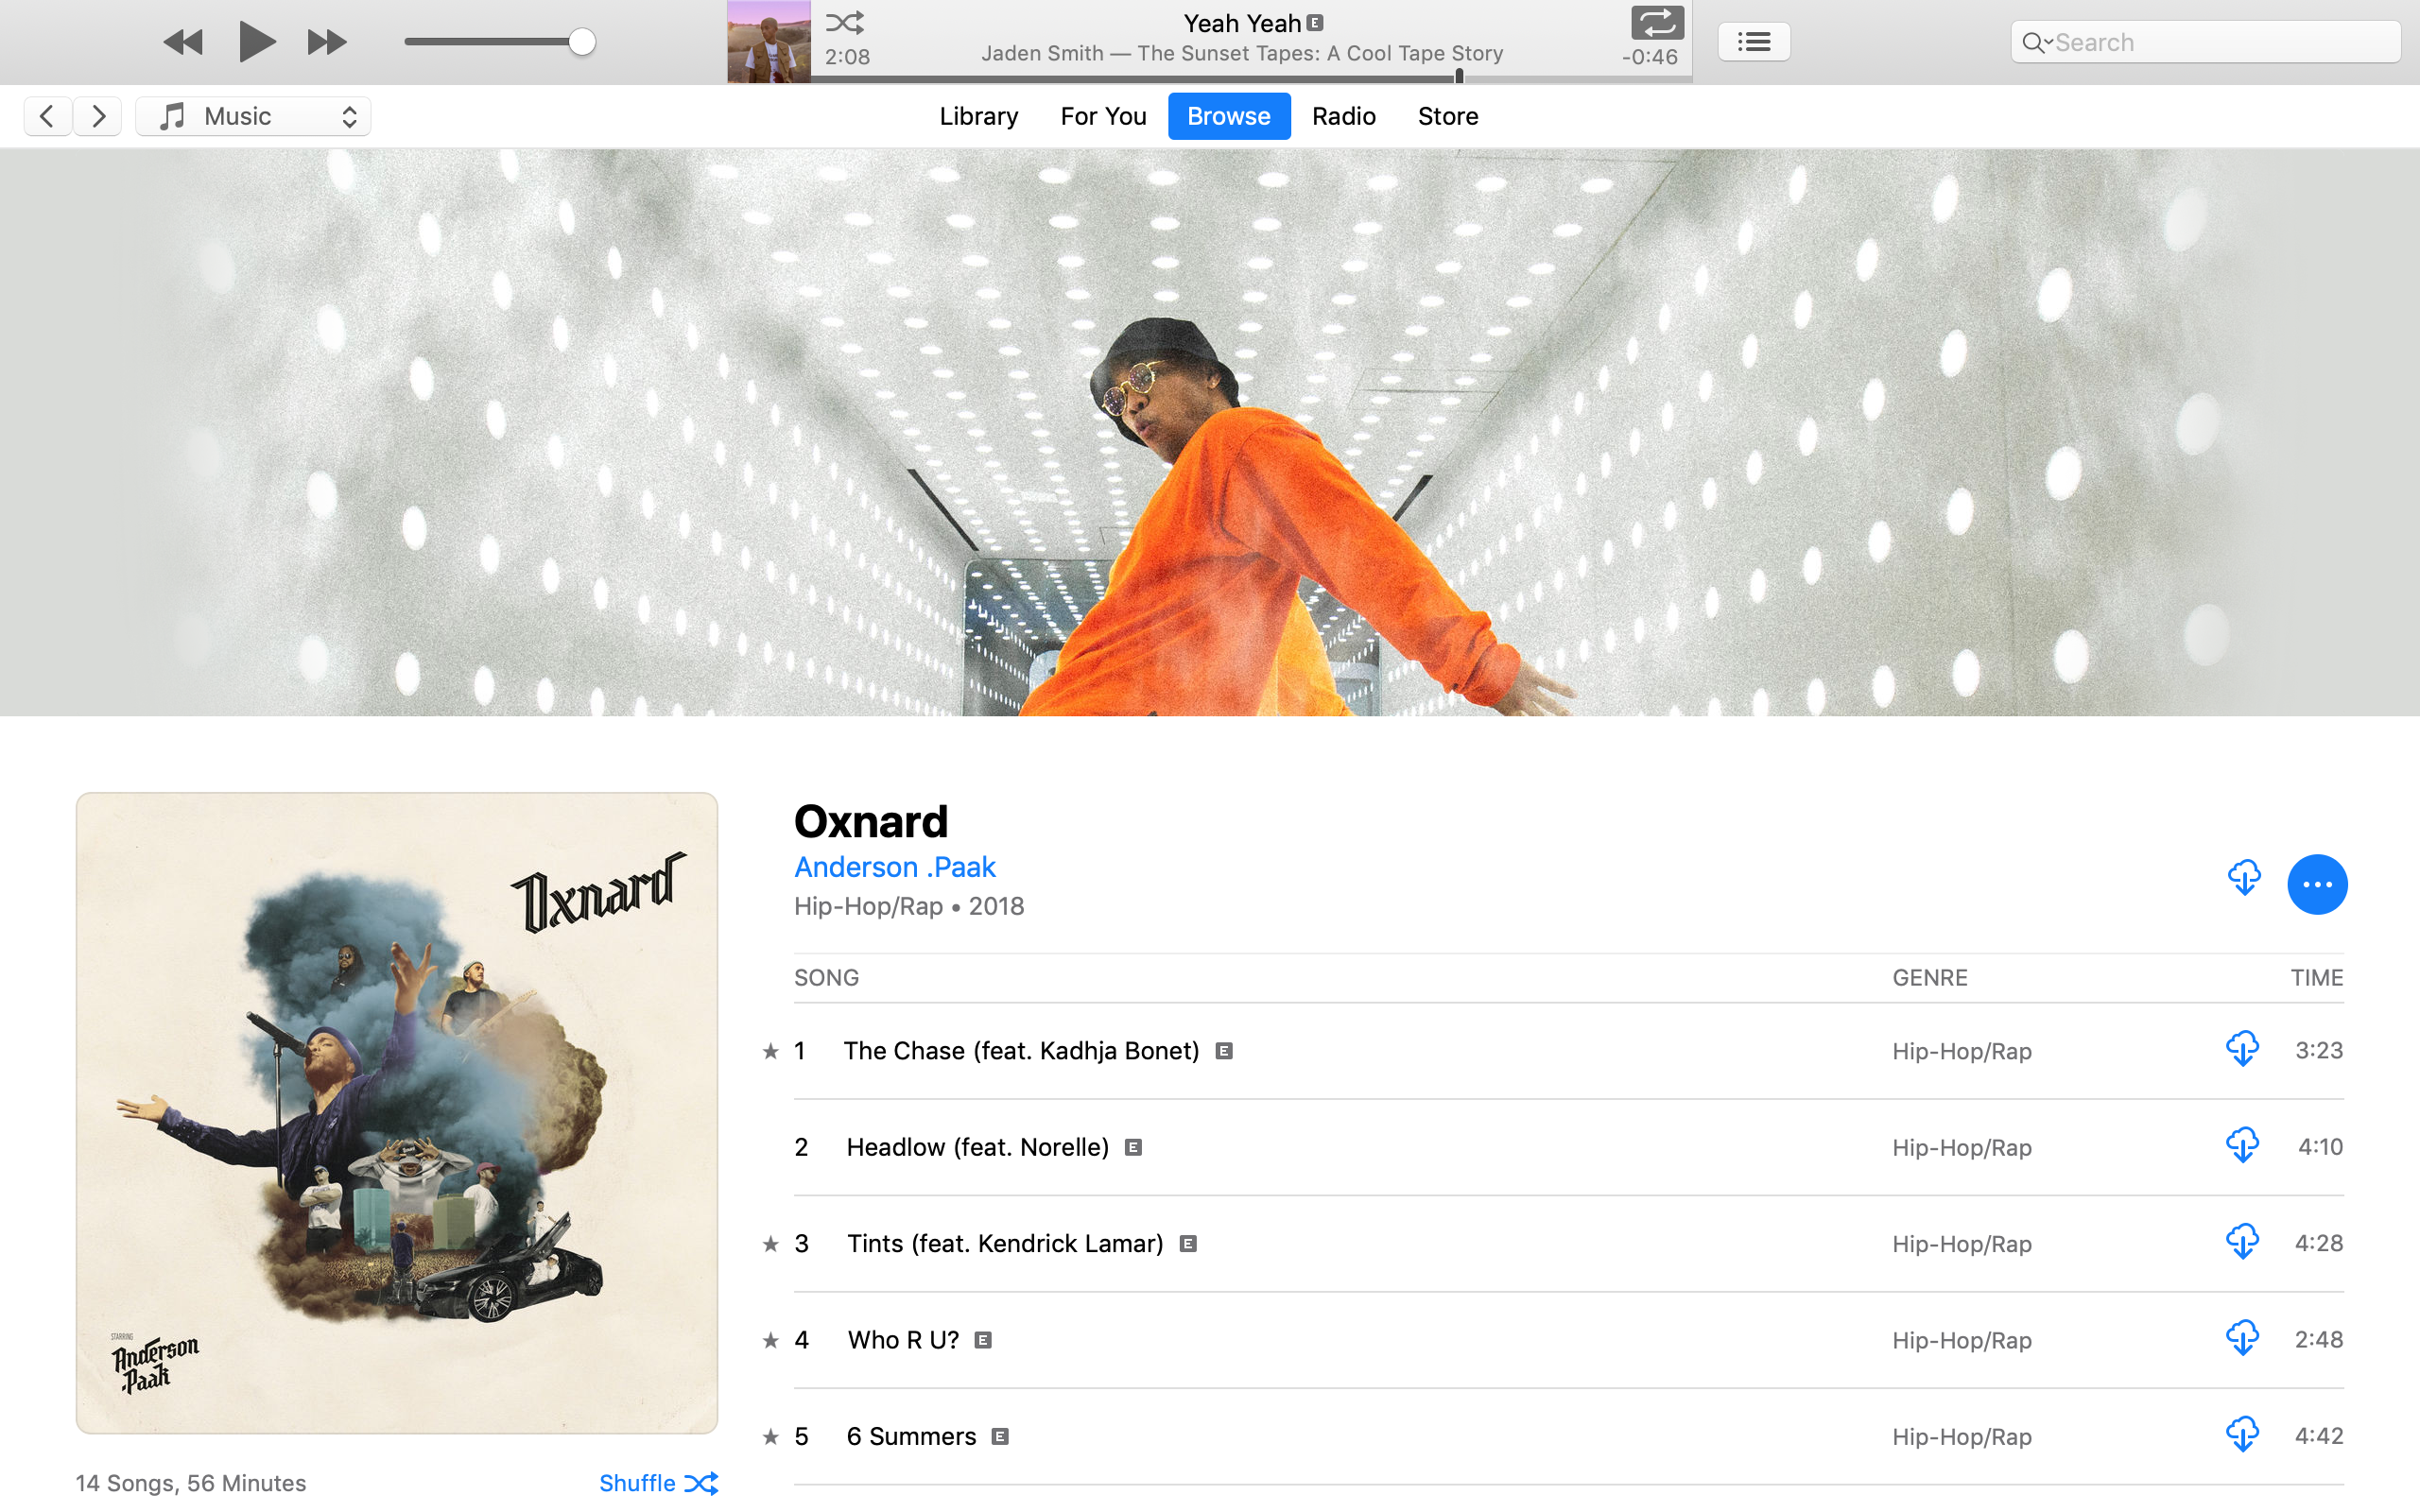 Yeah Yeah E
2:08
Jaden Smith — The Sunset Tapes: A Cool Tape Story
-0:46
Search
Music
Library
For You
Browse
Radio
Store
Oxnard
STARRING
Anderson
.Paak
14 Songs, 56 Minutes
Shuffle
Oxnard
Anderson .Paak
Hip-Hop/Rap • 2018
SONG GENRE TIME
★ 1 The Chase (feat. Kadhja Bonet) E Hip-Hop/Rap 3:23
2 Headlow (feat. Norelle) E Hip-Hop/Rap 4:10
★ 3 Tints (feat. Kendrick Lamar) E Hip-Hop/Rap 4:28
★ 4 Who R U? E Hip-Hop/Rap 2:48
★ 5 6 Summers E Hip-Hop/Rap 4:42